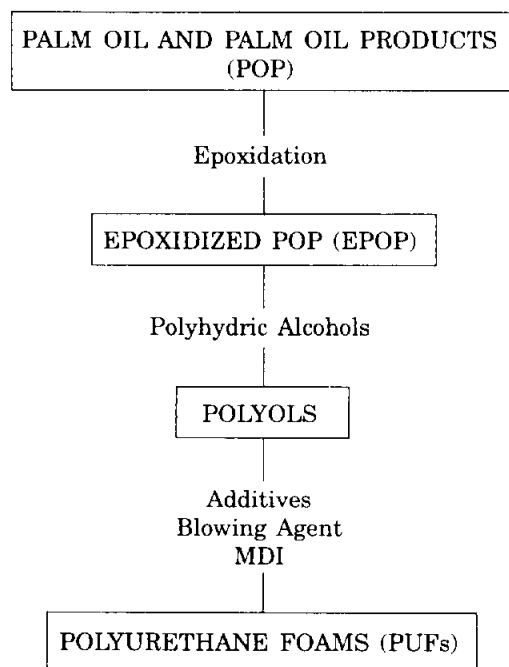 PALM OIL AND PALM OIL PRODUCTS
(POP)
Epoxidation
EPOXIDIZED POP (EPOP)
Polyhydric Alcohols
POLYOLS
Additives
Blowing Agent
MDI
POLYURETHANE FOAMS (PUFs)